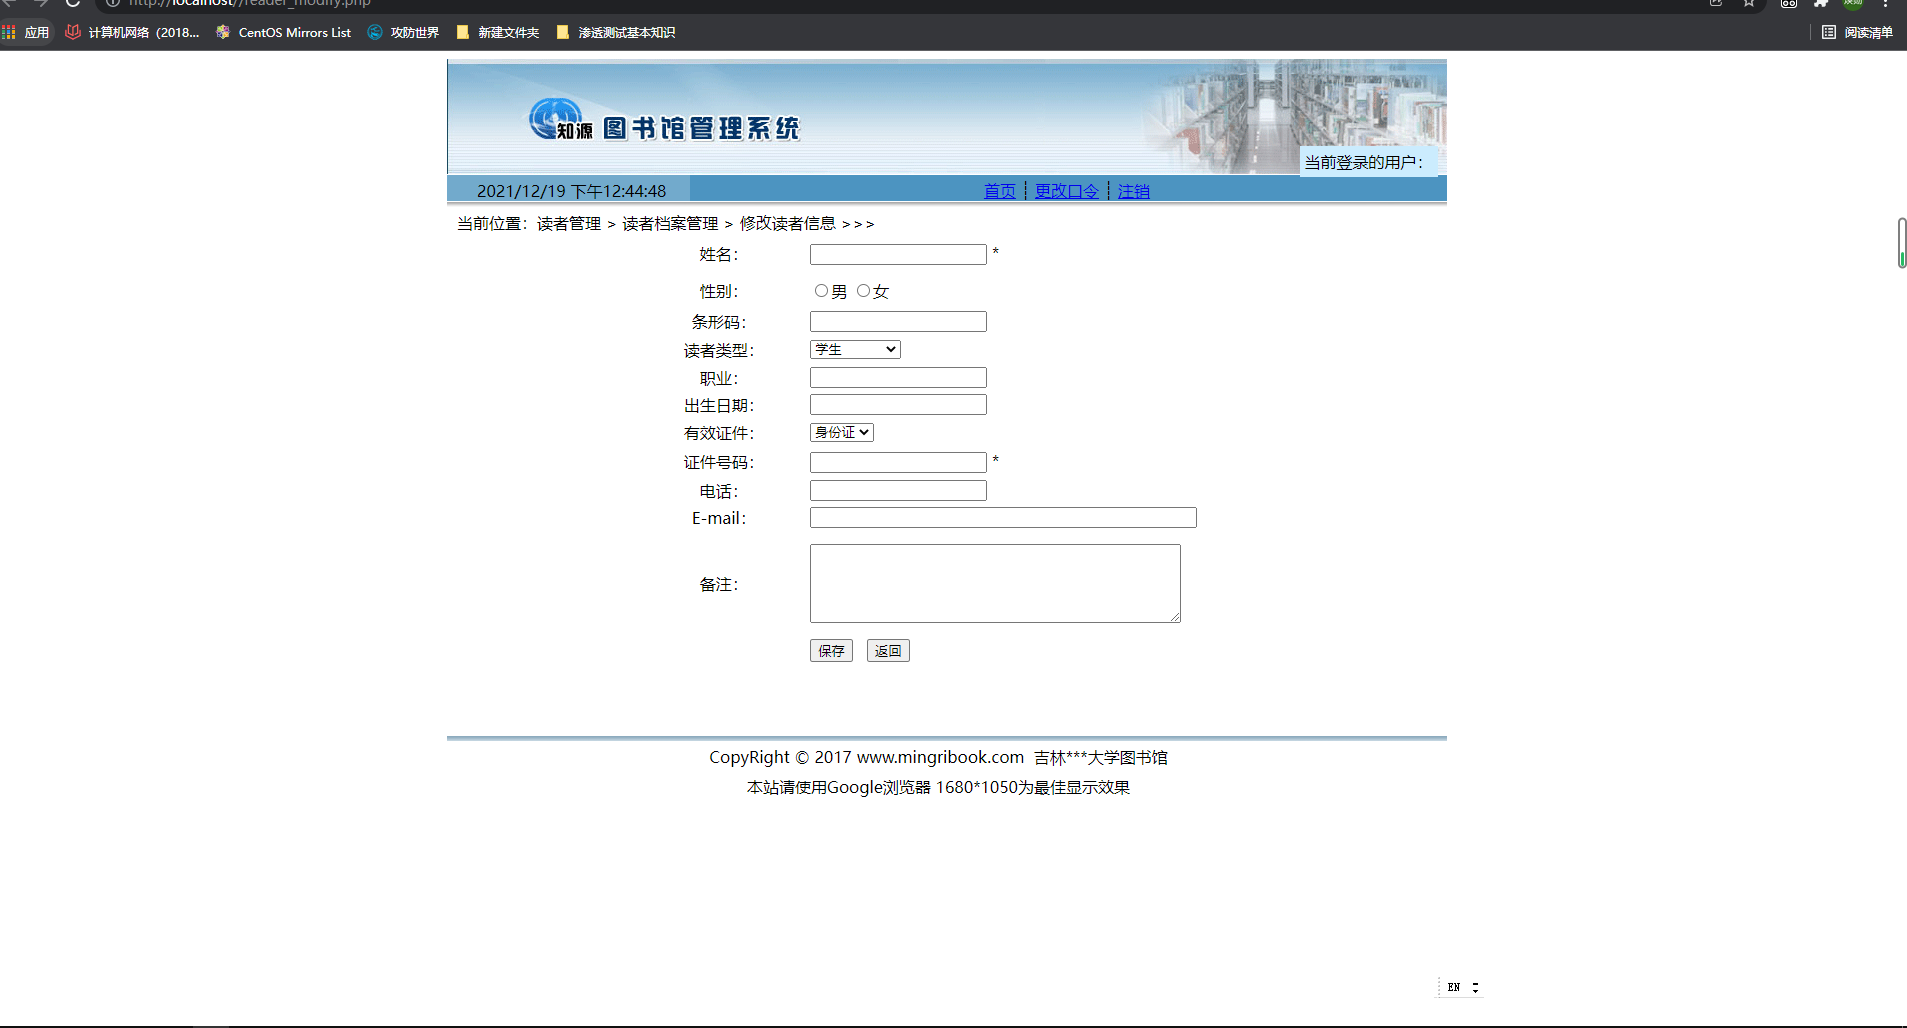 http://localhost//reader_modify.php
应用 计算机网络（2018... CentOS Mirrors List 攻防世界 新建文件夹 渗透测试基本知识 阅读清单
知源 图书馆管理系统
当前登录的用户：
2021/12/19 下午12:44:48 首页 ┆ 更改口令 ┆ 注销
当前位置：读者管理 > 读者档案管理 > 修改读者信息 >>>
姓名： *
性别： 男 女
条形码：
读者类型： 学生
职业：
出生日期：
有效证件： 身份证
证件号码： *
电话：
E-mail：
备注：
保存 返回
CopyRight © 2017 www.mingribook.com 吉林***大学图书馆
本站请使用Google浏览器 1680*1050为最佳显示效果
EN